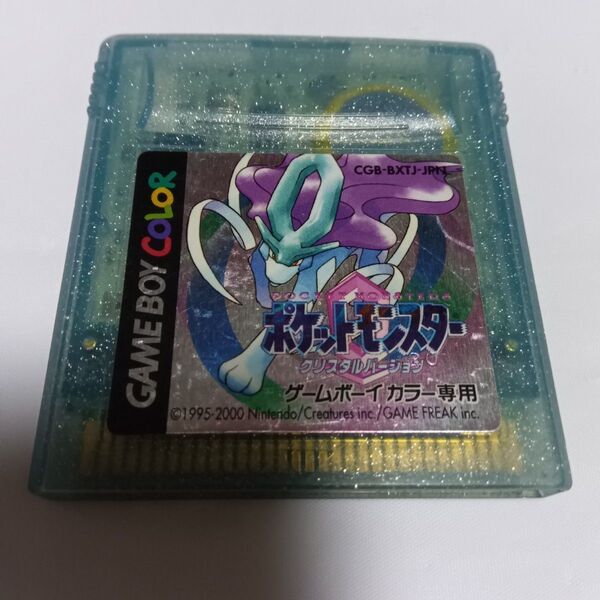 GAME BOY COLOR
CGB-BXTJ-JPN
POCKET MONSTERS
ポケットモンスター
クリスタルバージョン
ゲームボーイカラー専用
©1995-2000 Nintendo/Creatures inc./GAME FREAK inc.